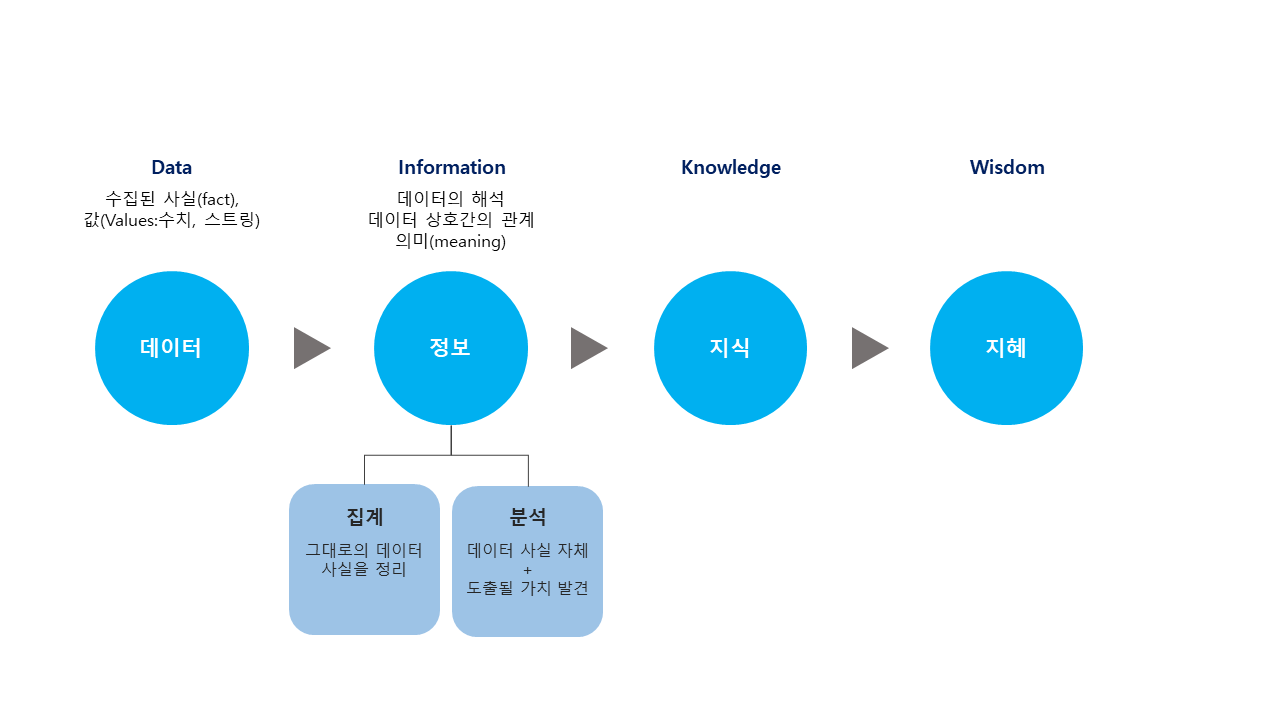 Data
수집된 사실(fact),
값(Values:수치, 스트링)
Information
데이터의 해석
데이터 상호간의 관계
의미(meaning)
Knowledge
Wisdom
데이터
정보
지식
지혜
집계
그대로의 데이터
사실을 정리
분석
데이터 사실 자체
+
도출될 가치 발견